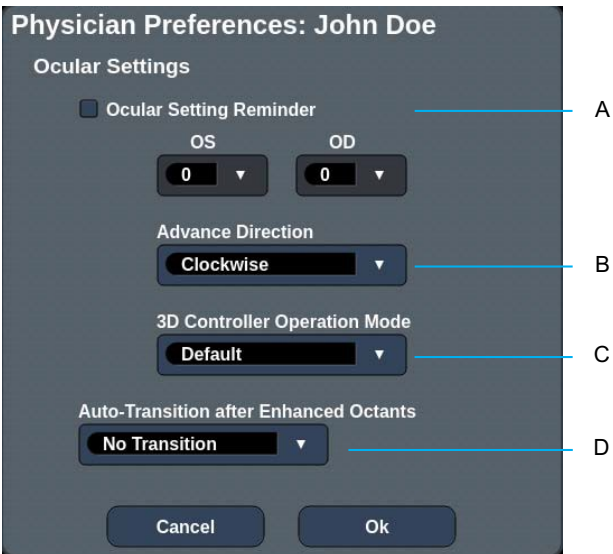 Physician Preferences: John Doe
Ocular Settings
Ocular Setting Reminder
A
OS OD
0 0
Advance Direction
Clockwise
B
3D Controller Operation Mode
Default
C
Auto-Transition after Enhanced Octants
No Transition
D
Cancel Ok